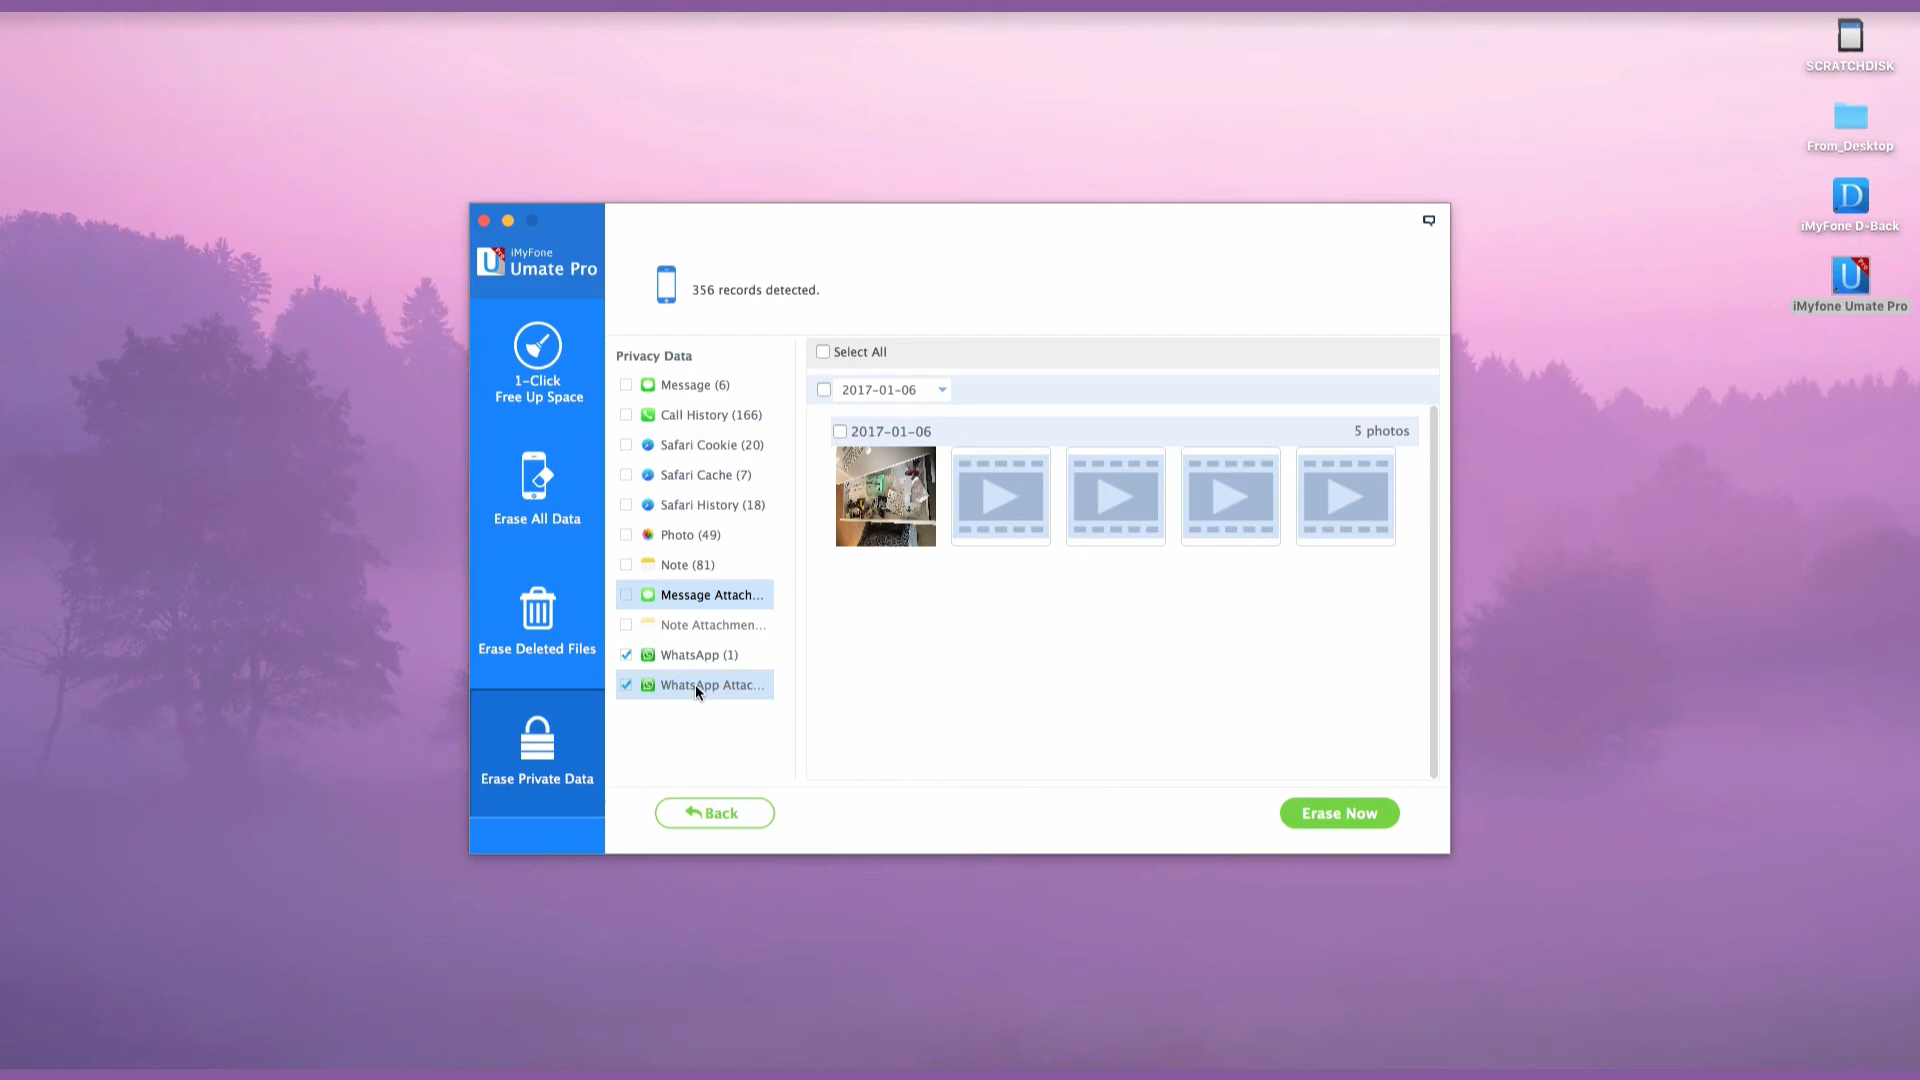 SCRATCHDISK
From_Desktop
iMyFone D-Back
iMyfone Umate Pro
iMyFone
Umate Pro
1-Click
Free Up Space
Erase All Data
Erase Deleted Files
Erase Private Data
356 records detected.
Privacy Data
Message (6)
Call History (166)
Safari Cookie (20)
Safari Cache (7)
Safari History (18)
Photo (49)
Note (81)
Message Attach...
Note Attachmen...
WhatsApp (1)
WhatsApp Attac...
Select All
2017-01-06
2017-01-06 5 photos
Back
Erase Now